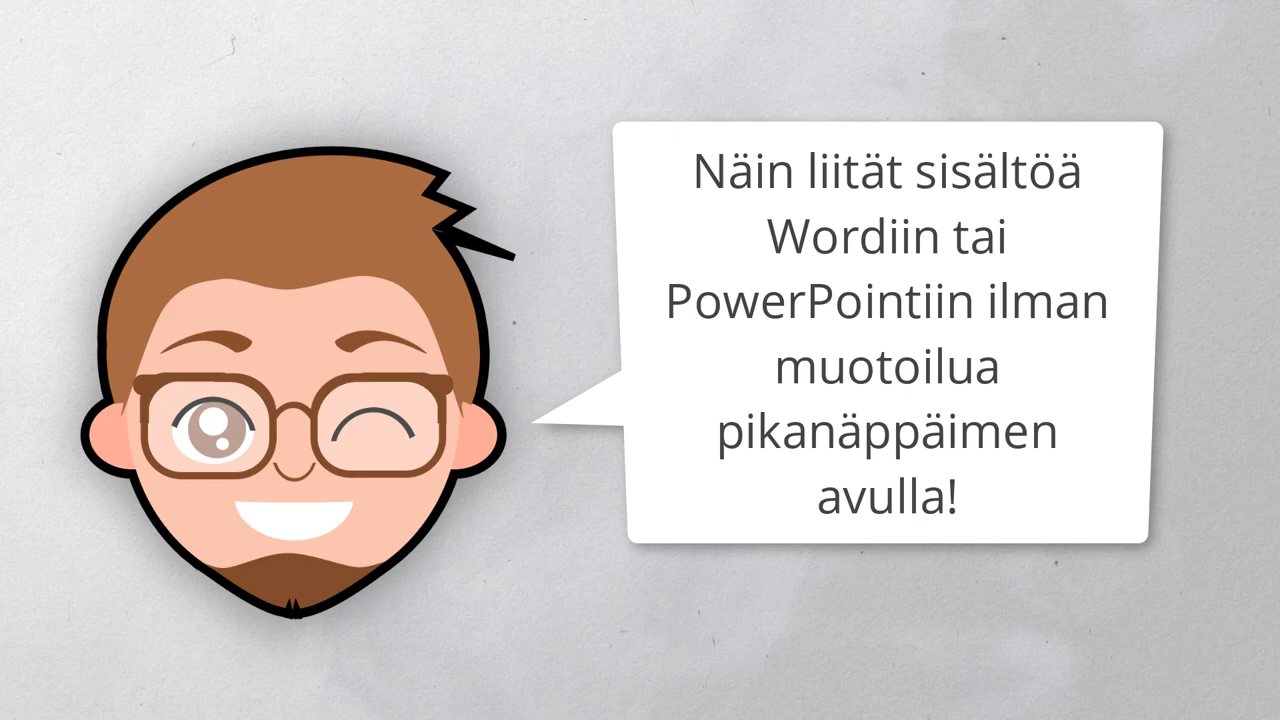 Näin liität sisältöä
Wordiin tai
PowerPointiin ilman
muotoilua
pikanäppäimen
avulla!